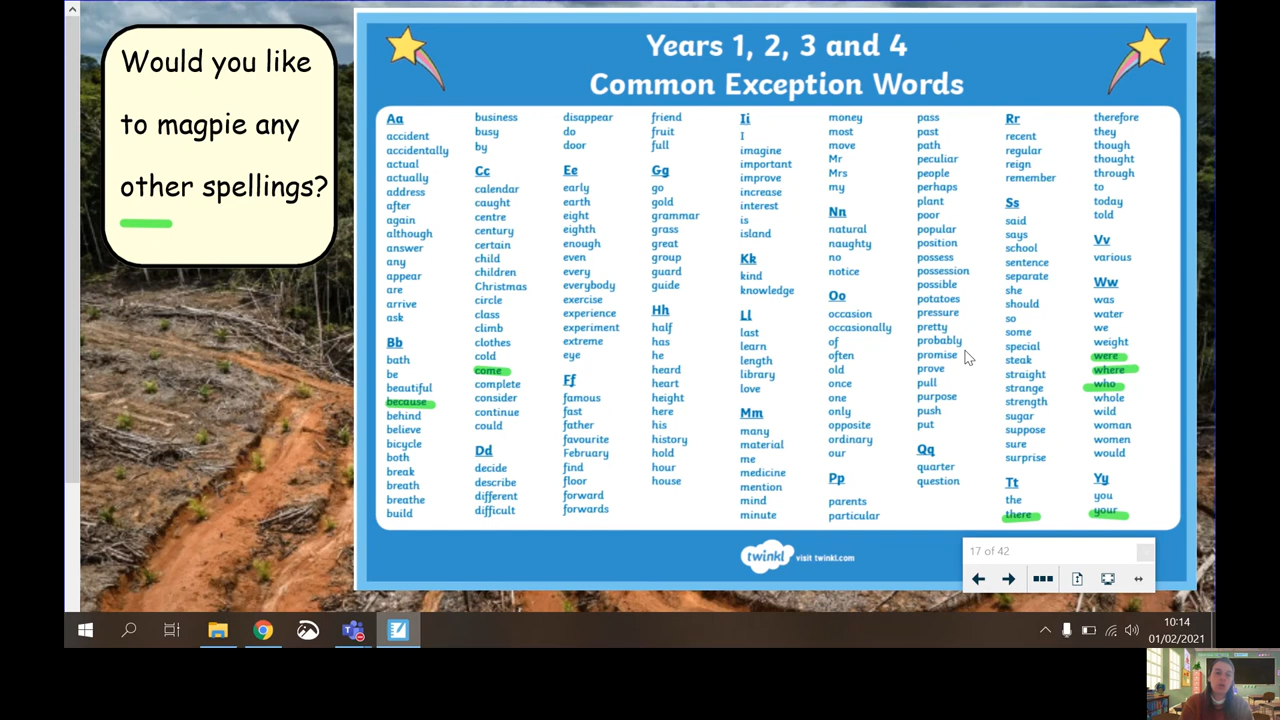 Would you like
to magpie any
other spellings?
Years 1, 2, 3 and 4
Common Exception Words
Aa
accident
accidentally
actual
actually
address
after
again
although
answer
any
appear
are
arrive
ask
Bb
bath
be
beautiful
because
behind
believe
bicycle
both
break
breath
breathe
build
business
busy
by
Cc
calendar
caught
centre
century
certain
child
children
Christmas
circle
class
climb
clothes
cold
come
complete
consider
continue
could
Dd
decide
describe
different
difficult
disappear
do
door
Ee
early
earth
eight
eighth
enough
even
every
everybody
exercise
experience
experiment
extreme
eye
Ff
famous
fast
father
favourite
February
find
floor
forward
forwards
friend
fruit
full
Gg
go
gold
grammar
grass
great
group
guard
guide
Hh
half
has
he
heard
heart
height
here
his
history
hold
hour
house
Ii
I
imagine
important
improve
increase
interest
is
island
Kk
kind
knowledge
Ll
last
learn
length
library
love
Mm
many
material
me
medicine
mention
mind
minute
money
most
move
Mr
Mrs
my
Nn
natural
naughty
no
notice
Oo
occasion
occasionally
of
often
old
once
one
only
opposite
ordinary
our
Pp
parents
particular
pass
past
path
peculiar
people
perhaps
plant
poor
popular
position
possess
possession
possible
potatoes
pressure
pretty
probably
promise
prove
pull
purpose
push
put
Qq
quarter
question
Rr
recent
regular
reign
remember
Ss
said
says
school
sentence
separate
she
should
so
some
special
steak
straight
strange
strength
sugar
suppose
sure
surprise
Tt
the
there
therefore
they
though
thought
through
to
today
told
Vv
various
Ww
was
water
we
weight
were
where
who
whole
wild
woman
women
would
Yy
you
your
twinkl visit twinkl.com
17 of 42
10:14
01/02/2021